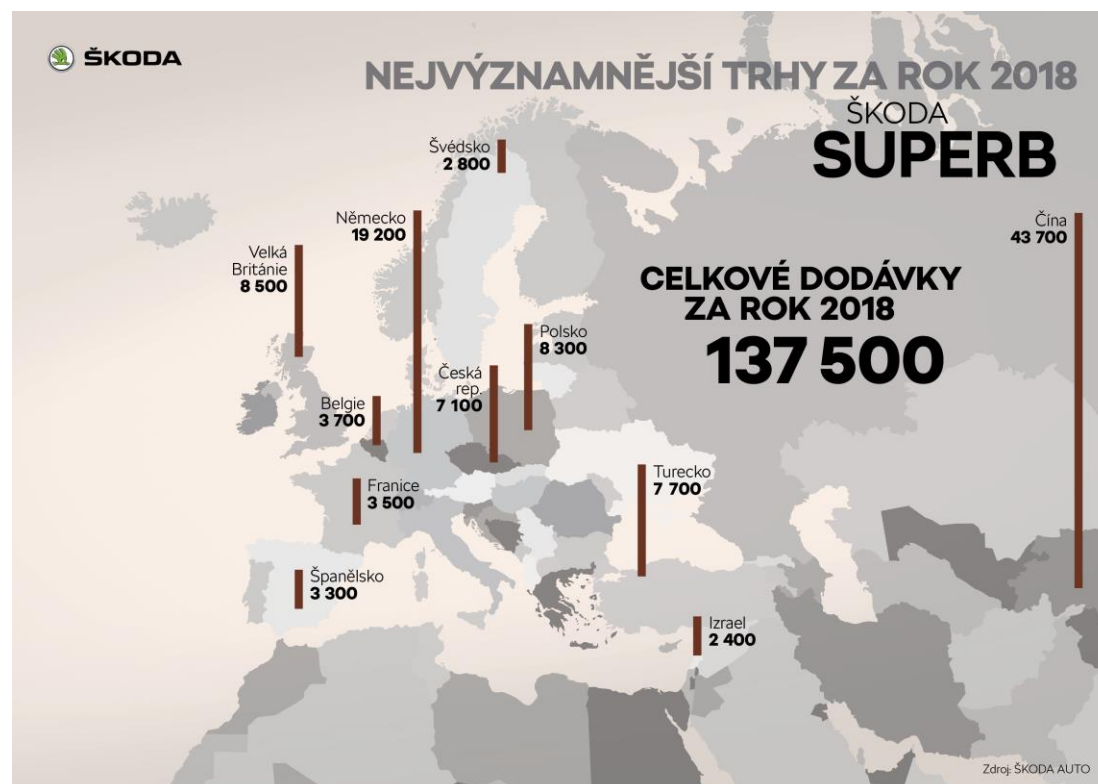 ŠKODA
NEJVÝZNAMNĚJŠÍ TRHY ZA ROK 2018
ŠKODA
SUPERB
Švédsko
2 800
Německo
19 200
Čína
43 700
Velká
Británie
8 500
CELKOVÉ DODÁVKY
ZA ROK 2018
137 500
Polsko
8 300
Česká
rep.
7 100
Belgie
3 700
Franice
3 500
Turecko
7 700
Španělsko
3 300
Izrael
2 400
Zdroj: ŠKODA AUTO